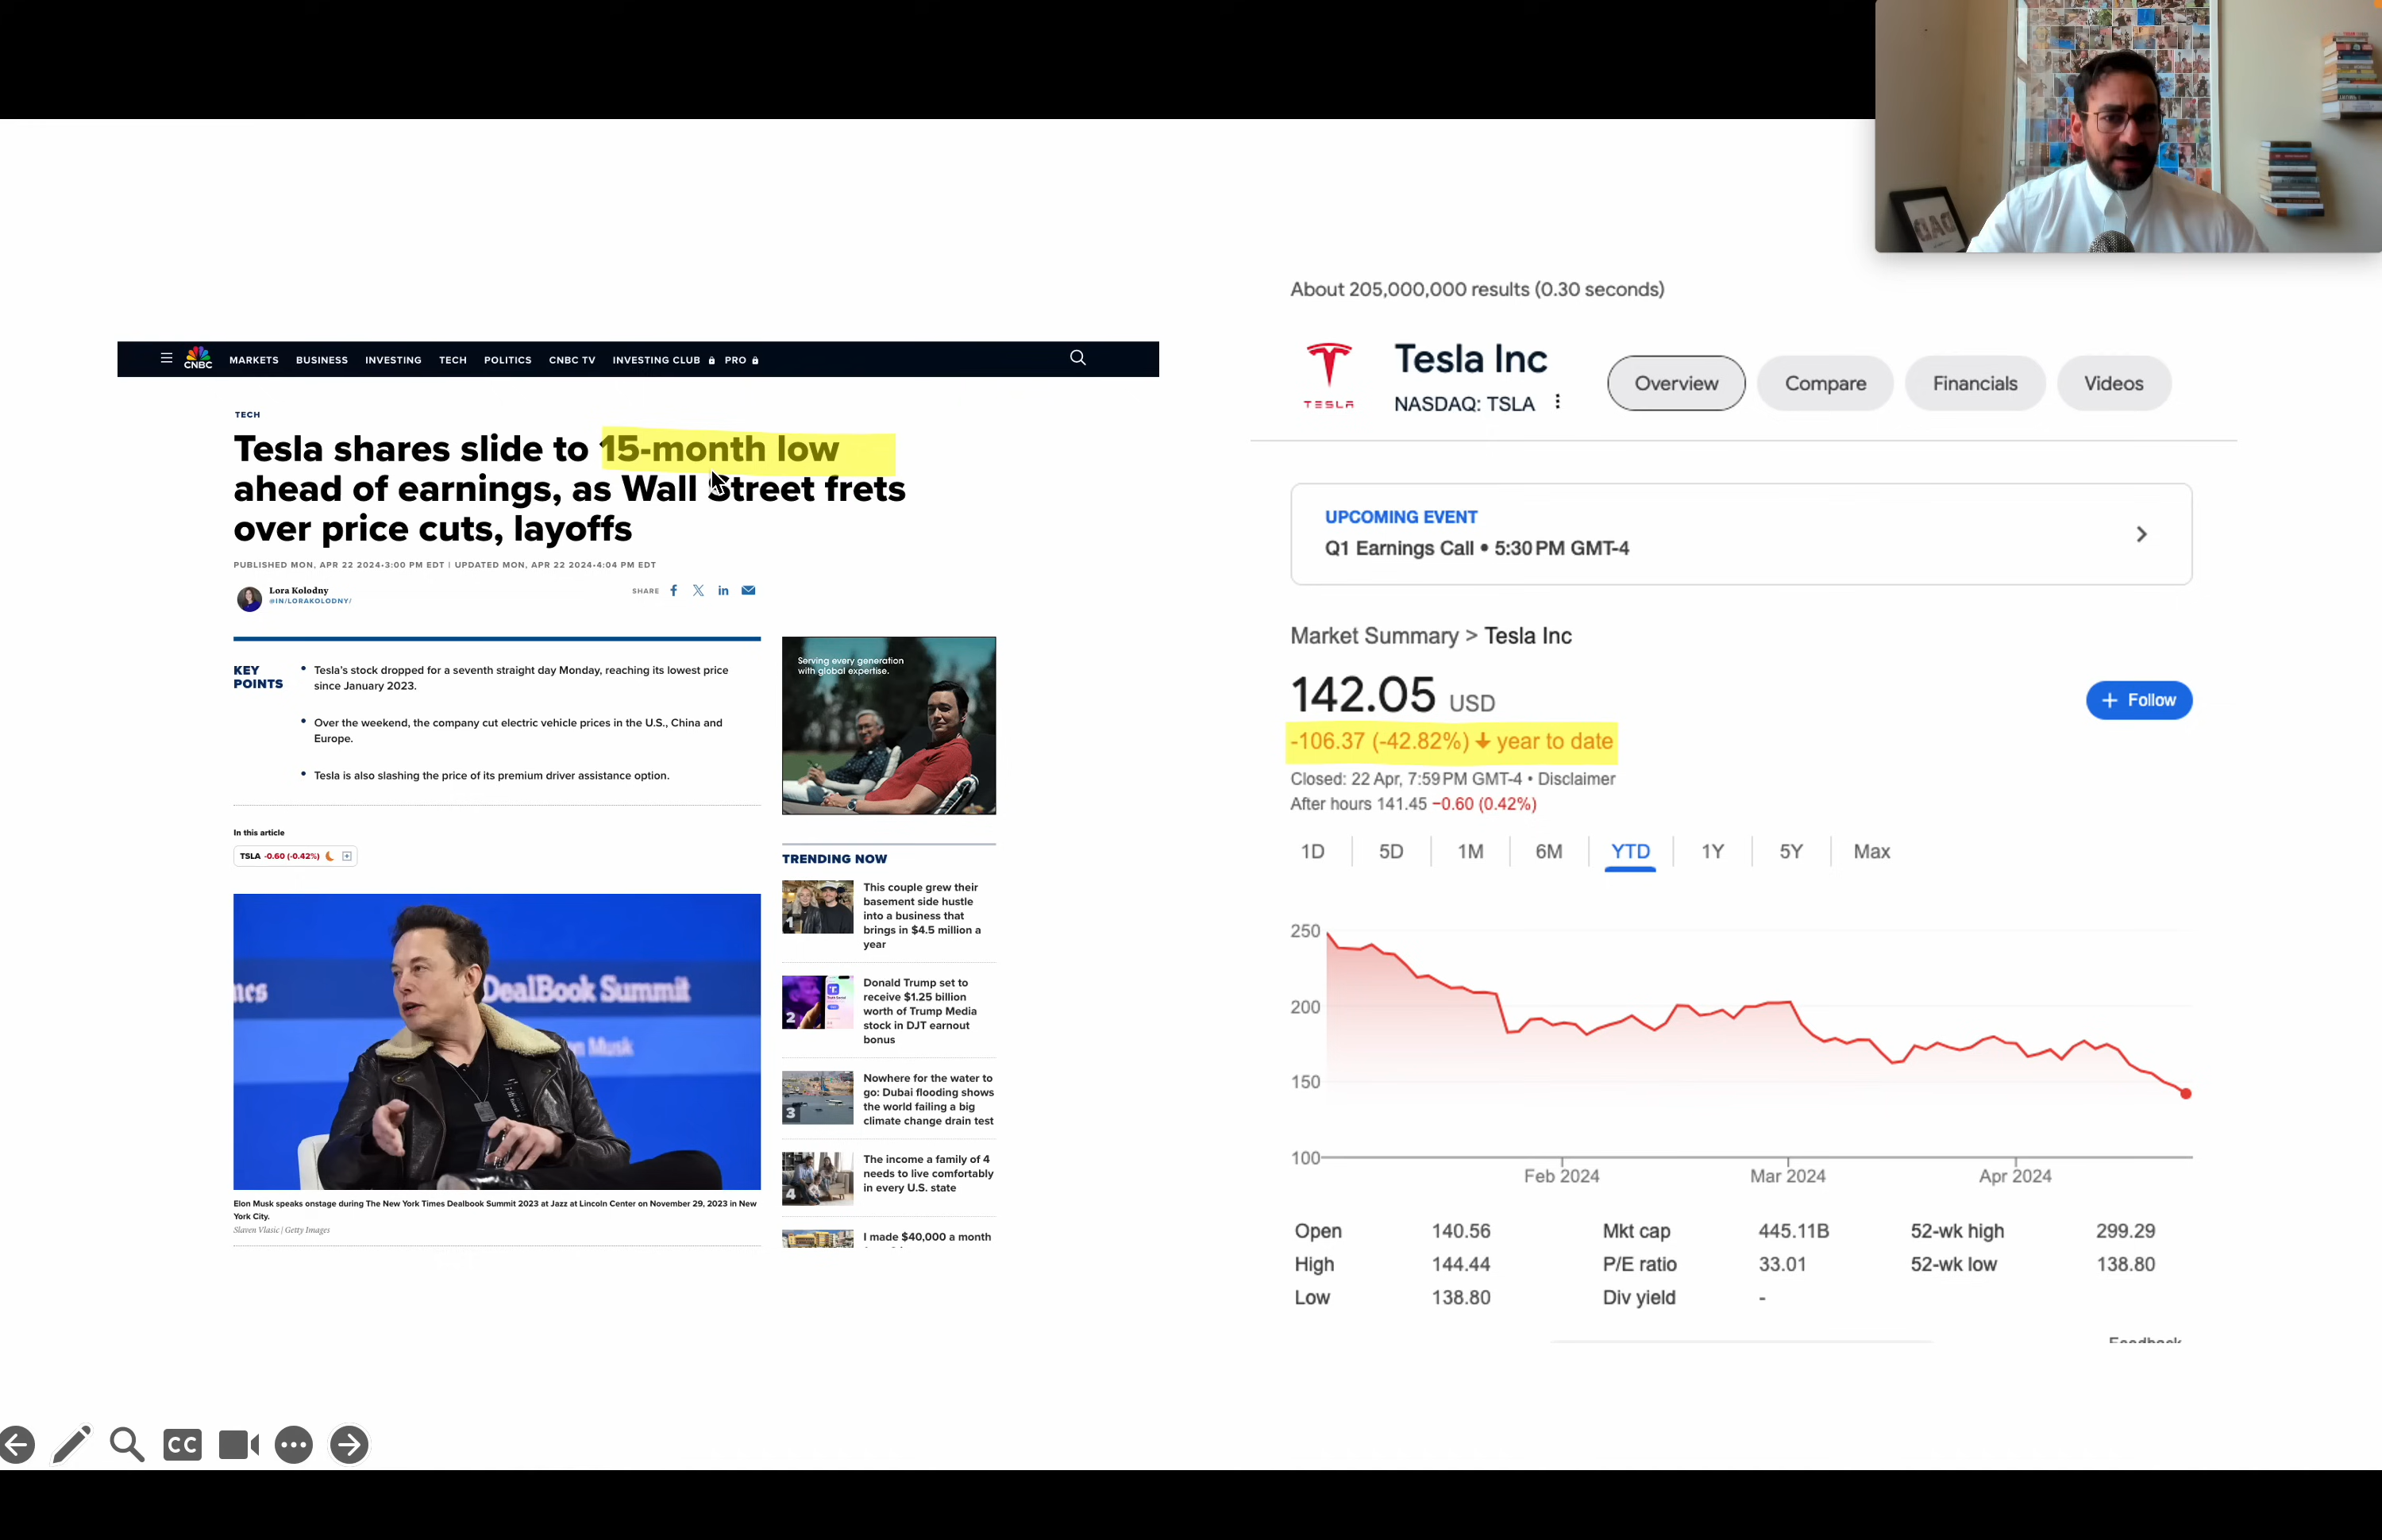 CNBC
MARKETS BUSINESS INVESTING TECH POLITICS CNBC TV INVESTING CLUB PRO
TECH
Tesla shares slide to 15-month low
ahead of earnings, as Wall Street frets
over price cuts, layoffs
PUBLISHED MON, APR 22 2024•3:00 PM EDT | UPDATED MON, APR 22 2024•4:04 PM EDT
Lora Kolodny
@IN/LORAKOLODNY/
SHARE
KEY
POINTS
• Tesla's stock dropped for a seventh straight day Monday, reaching its lowest price
since January 2023.
• Over the weekend, the company cut electric vehicle prices in the U.S., China and
Europe.
• Tesla is also slashing the price of its premium driver assistance option.
In this article
TSLA -0.60 (-0.42%)
mes
DealBook Summit
n Musk
Elon Musk speaks onstage during The New York Times Dealbook Summit 2023 at Jazz at Lincoln Center on November 29, 2023 in New
York City.
Slaven Vlasic | Getty Images
Serving every generation
with global expertise.
TRENDING NOW
1
This couple grew their
basement side hustle
into a business that
brings in $4.5 million a
year
2
Donald Trump set to
receive $1.25 billion
worth of Trump Media
stock in DJT earnout
bonus
3
Nowhere for the water to
go: Dubai flooding shows
the world failing a big
climate change drain test
4
The income a family of 4
needs to live comfortably
in every U.S. state
I made $40,000 a month
About 205,000,000 results (0.30 seconds)
TESLA
Tesla Inc
NASDAQ: TSLA
Overview Compare Financials Videos
UPCOMING EVENT
Q1 Earnings Call • 5:30 PM GMT-4
Market Summary > Tesla Inc
142.05 USD
+ Follow
-106.37 (-42.82%) ↓ year to date
Closed: 22 Apr, 7:59 PM GMT-4 • Disclaimer
After hours 141.45 −0.60 (0.42%)
1D 5D 1M 6M YTD 1Y 5Y Max
250
200
150
100
Feb 2024 Mar 2024 Apr 2024
Open 140.56 Mkt cap 445.11B 52-wk high 299.29
High 144.44 P/E ratio 33.01 52-wk low 138.80
Low 138.80 Div yield -
Feedback
CC
DAD